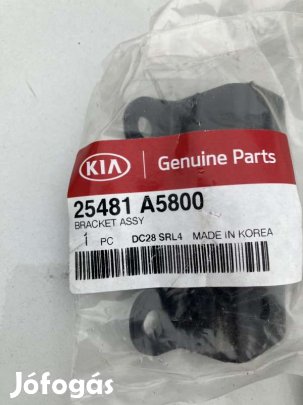 KIA Genuine Parts
25481 A5800
BRACKET ASSY
1 PC DC28 SRL4 MADE IN KOREA
Jófogás